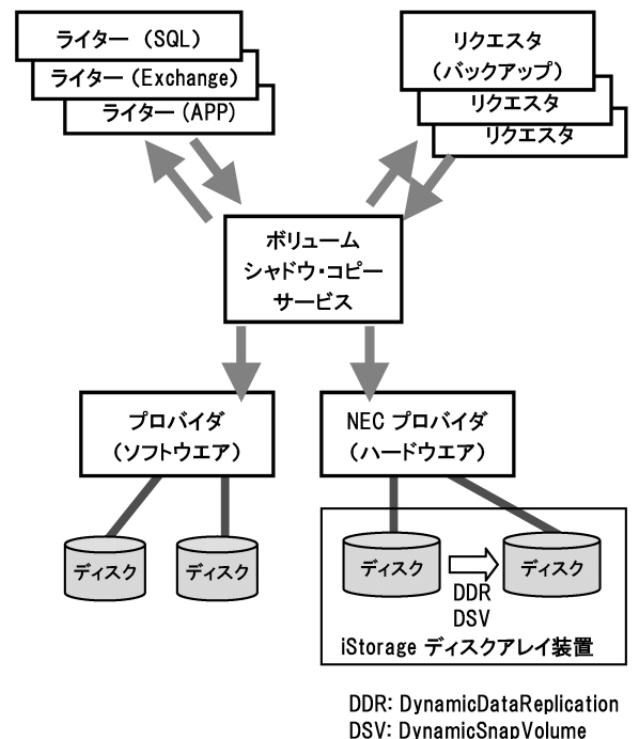 ライター (SQL)
ライター (Exchange)
ライター (APP)
リクエスタ
(バックアップ)
リクエスタ
リクエスタ
ボリューム
シャドウ・コピー
サービス
プロバイダ
(ソフトウエア)
NEC プロバイダ
(ハードウエア)
ディスク
ディスク
ディスク
ディスク
DDR
DSV
iStorage ディスクアレイ装置
DDR: DynamicDataReplication
DSV: DynamicSnapVolume